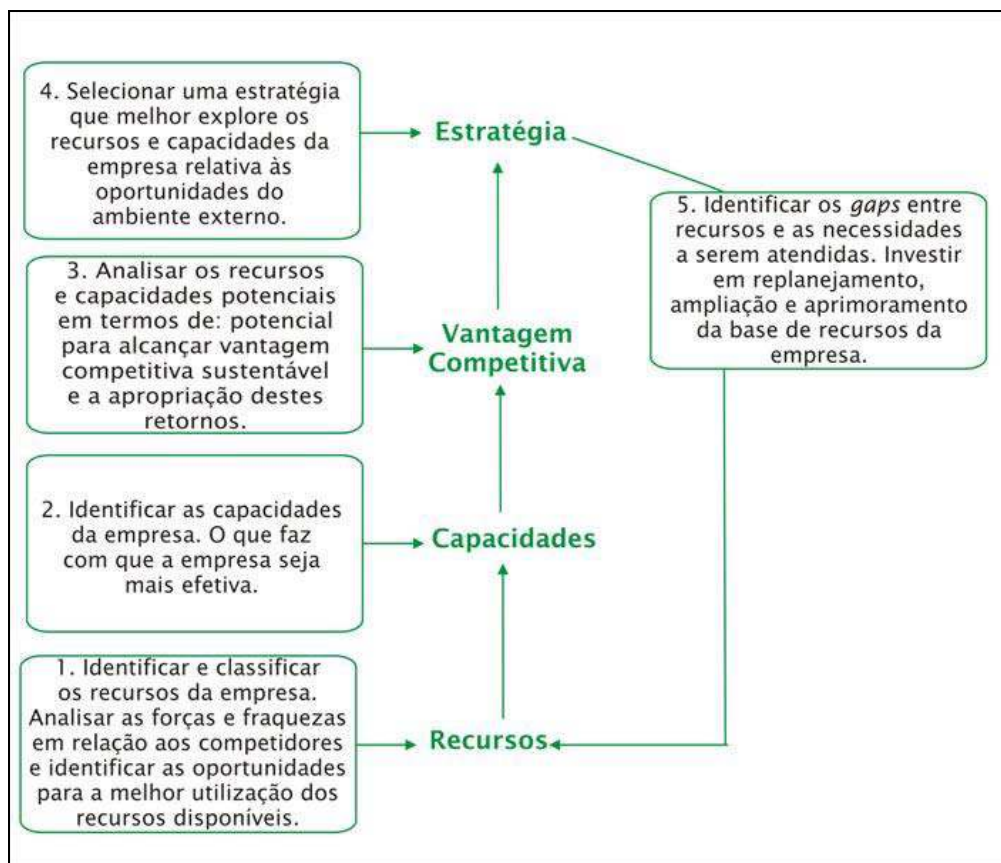 4. Selecionar uma estratégia
que melhor explore os
recursos e capacidades da
empresa relativa às
oportunidades do
ambiente externo.
Estratégia
5. Identificar os gaps entre
recursos e as necessidades
a serem atendidas. Investir
em replanejamento,
ampliação e aprimoramento
da base de recursos da
empresa.
3. Analisar os recursos
e capacidades potenciais
em termos de: potencial
para alcançar vantagem
competitiva sustentável
e a apropriação destes
retornos.
Vantagem
Competitiva
2. Identificar as capacidades
da empresa. O que faz
com que a empresa seja
mais efetiva.
Capacidades
1. Identificar e classificar
os recursos da empresa.
Analisar as forças e fraquezas
em relação aos competidores
e identificar as oportunidades
para a melhor utilização dos
recursos disponíveis.
Recursos